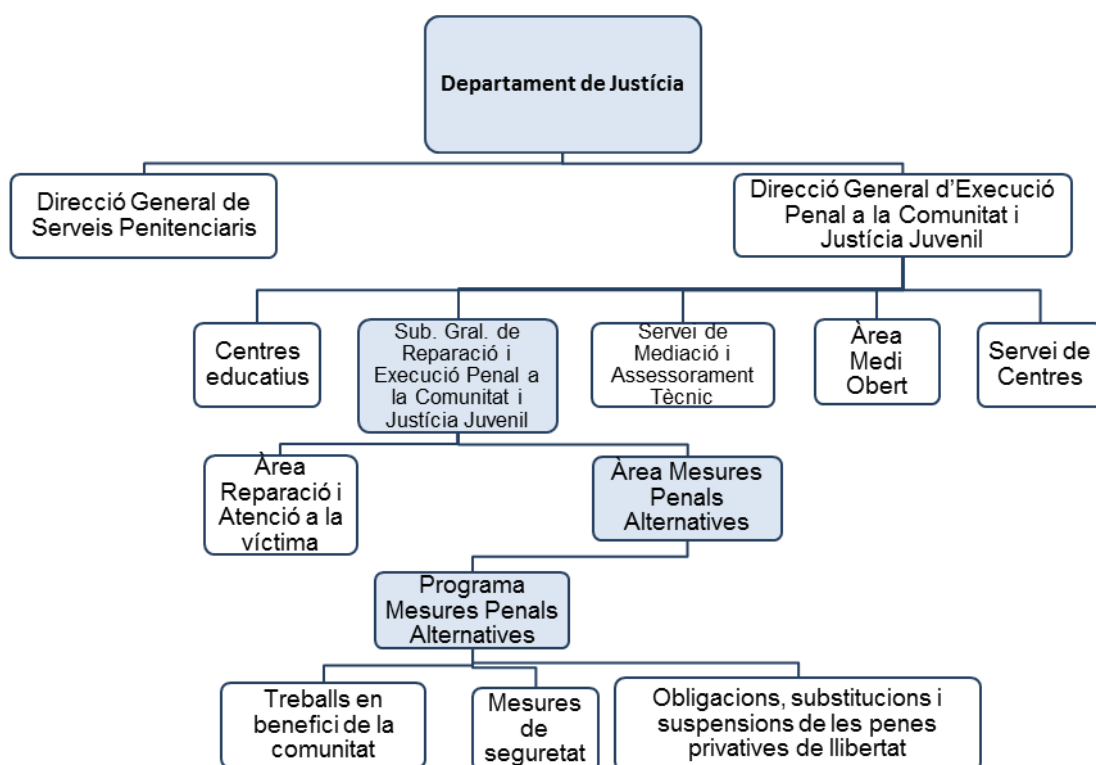 Departament de Justícia
Direcció General de
Serveis Penitenciaris
Direcció General d’Execució
Penal a la Comunitat i
Justícia Juvenil
Centres
educatius
Sub. Gral. de
Reparació i
Execució Penal a
la Comunitat i
Justícia Juvenil
Servei de
Mediació i
Assessorament
Tècnic
Àrea
Medi
Obert
Servei de
Centres
Àrea
Reparació i
Atenció a la
víctima
Àrea Mesures
Penals
Alternatives
Programa
Mesures Penals
Alternatives
Treballs en
benefici de la
comunitat
Mesures
de
seguretat
Obligacions, substitucions i
suspensions de les penes
privatives de llibertat